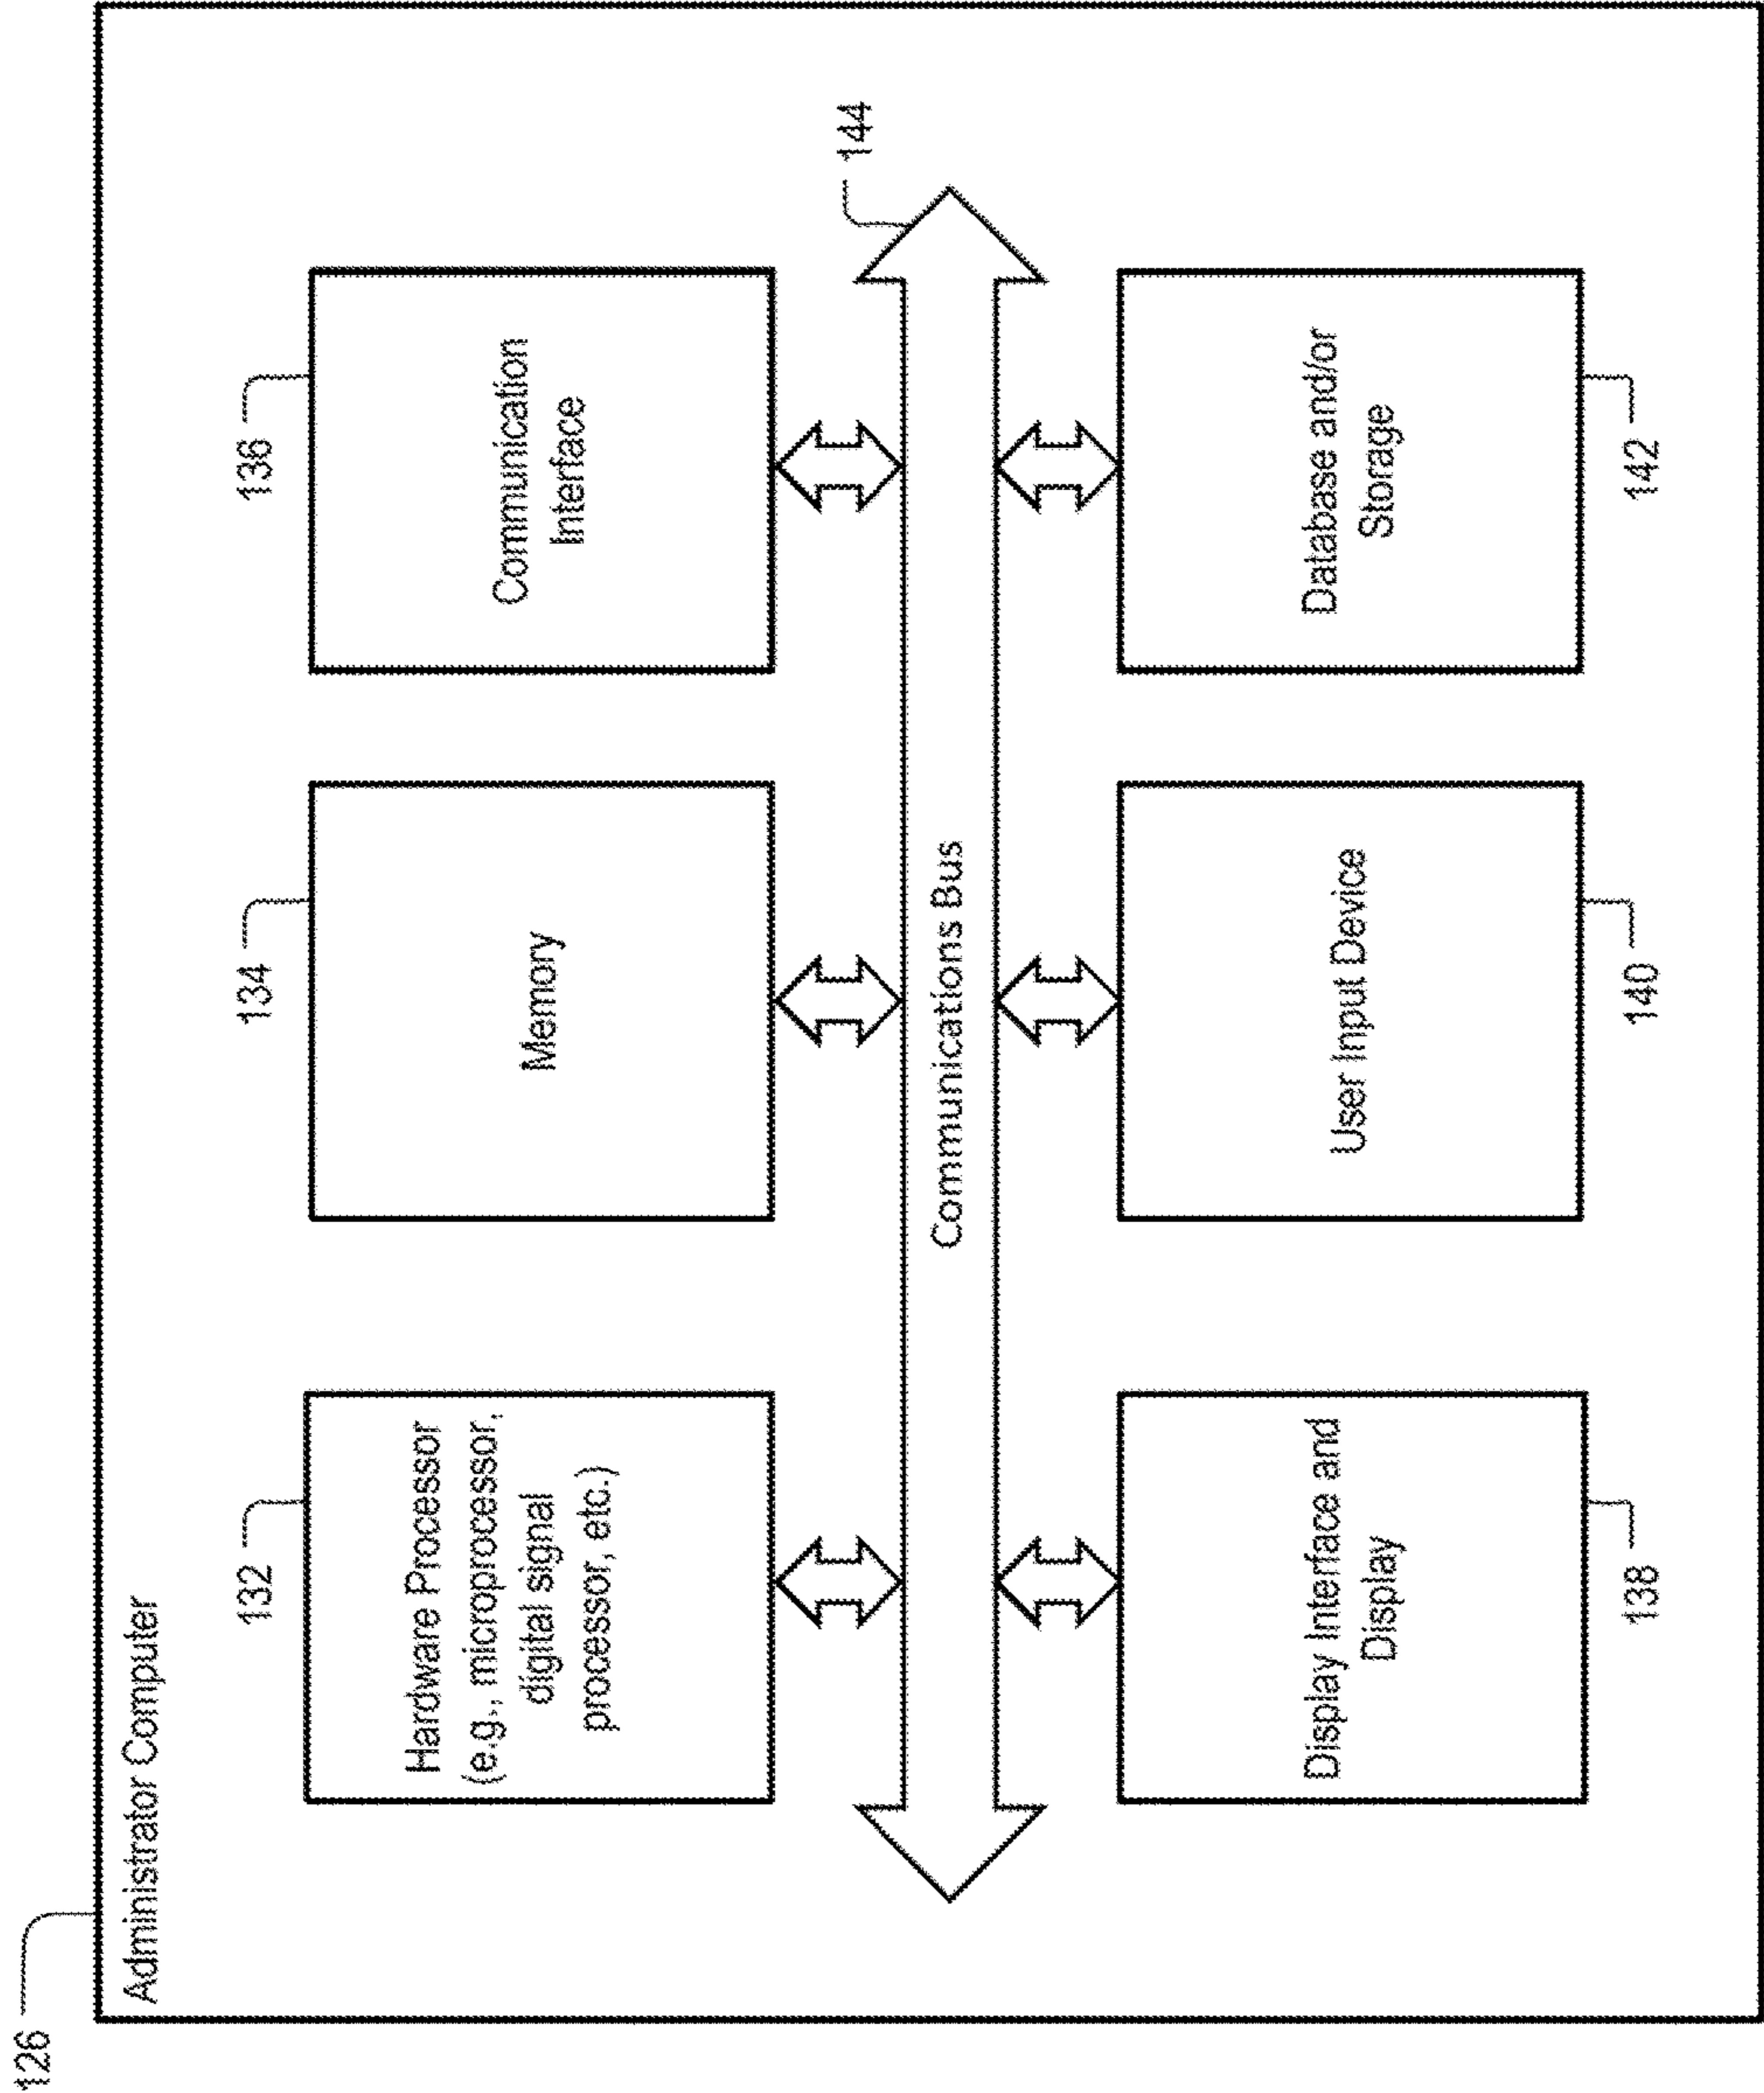 126
Administrator Computer
132
134
136
Hardware Processor
(e.g., microprocessor,
digital signal
processor, etc.)
Memory
Communication
Interface
144
Communications Bus
Display Interface and
Display
User Input Device
Database and/or
Storage
138
140
142